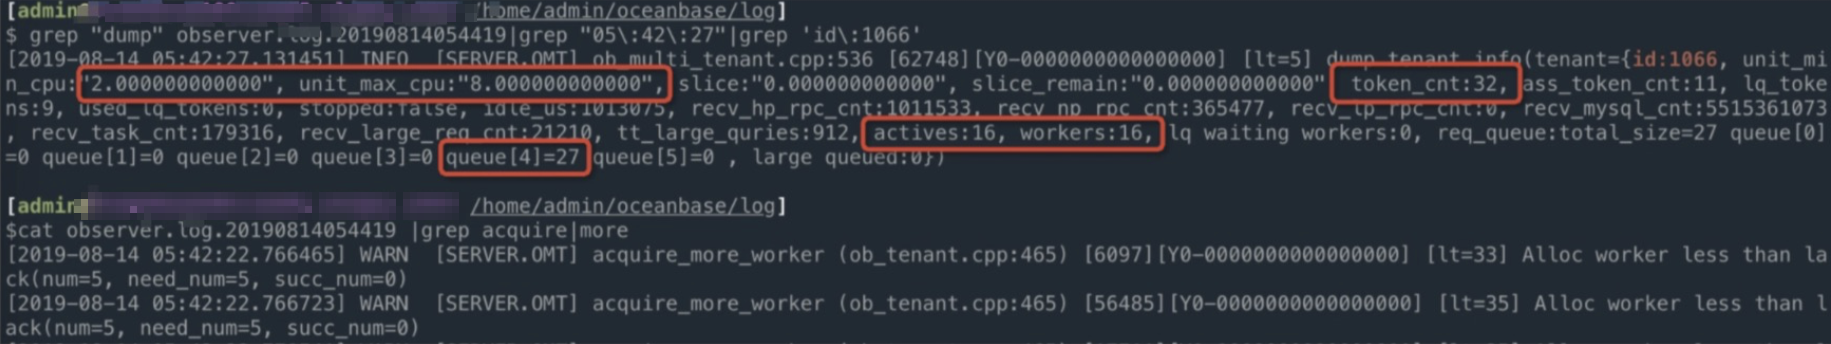 [admin /home/admin/oceanbase/log]
$ grep "dump" observer.log.20190814054419|grep "05\:42\:27"|grep 'id\:1066'
[2019-08-14 05:42:27.131451] INFO  [SERVER.OMT] ob_multi_tenant.cpp:536 [62748][Y0-0000000000000000] [lt=5] dump_tenant_info(tenant={id:1066, unit_mi
n_cpu:"2.000000000000", unit_max_cpu:"8.000000000000", slice:"0.000000000000", slice_remain:"0.000000000000" token_cnt:32, ass_token_cnt:11, lq_toke
ns:9, used_lq_tokens:0, stopped:false, idle_us:1013075, recv_hp_rpc_cnt:1011533, recv_np_rpc_cnt:365477, recv_lp_rpc_cnt:0, recv_mysql_cnt:5515361073
, recv_task_cnt:179316, recv_large_req_cnt:21210, tt_large_quries:912, actives:16, workers:16, lq waiting workers:0, req_queue:total_size=27 queue[0]
=0 queue[1]=0 queue[2]=0 queue[3]=0 queue[4]=27 queue[5]=0 , large queued:0})
[admin /home/admin/oceanbase/log]
$cat observer.log.20190814054419 |grep acquire|more
[2019-08-14 05:42:22.766465] WARN  [SERVER.OMT] acquire_more_worker (ob_tenant.cpp:465) [6097][Y0-0000000000000000] [lt=33] Alloc worker less than la
ck(num=5, need_num=5, succ_num=0)
[2019-08-14 05:42:22.766723] WARN  [SERVER.OMT] acquire_more_worker (ob_tenant.cpp:465) [56485][Y0-0000000000000000] [lt=35] Alloc worker less than l
ack(num=5, need_num=5, succ_num=0)